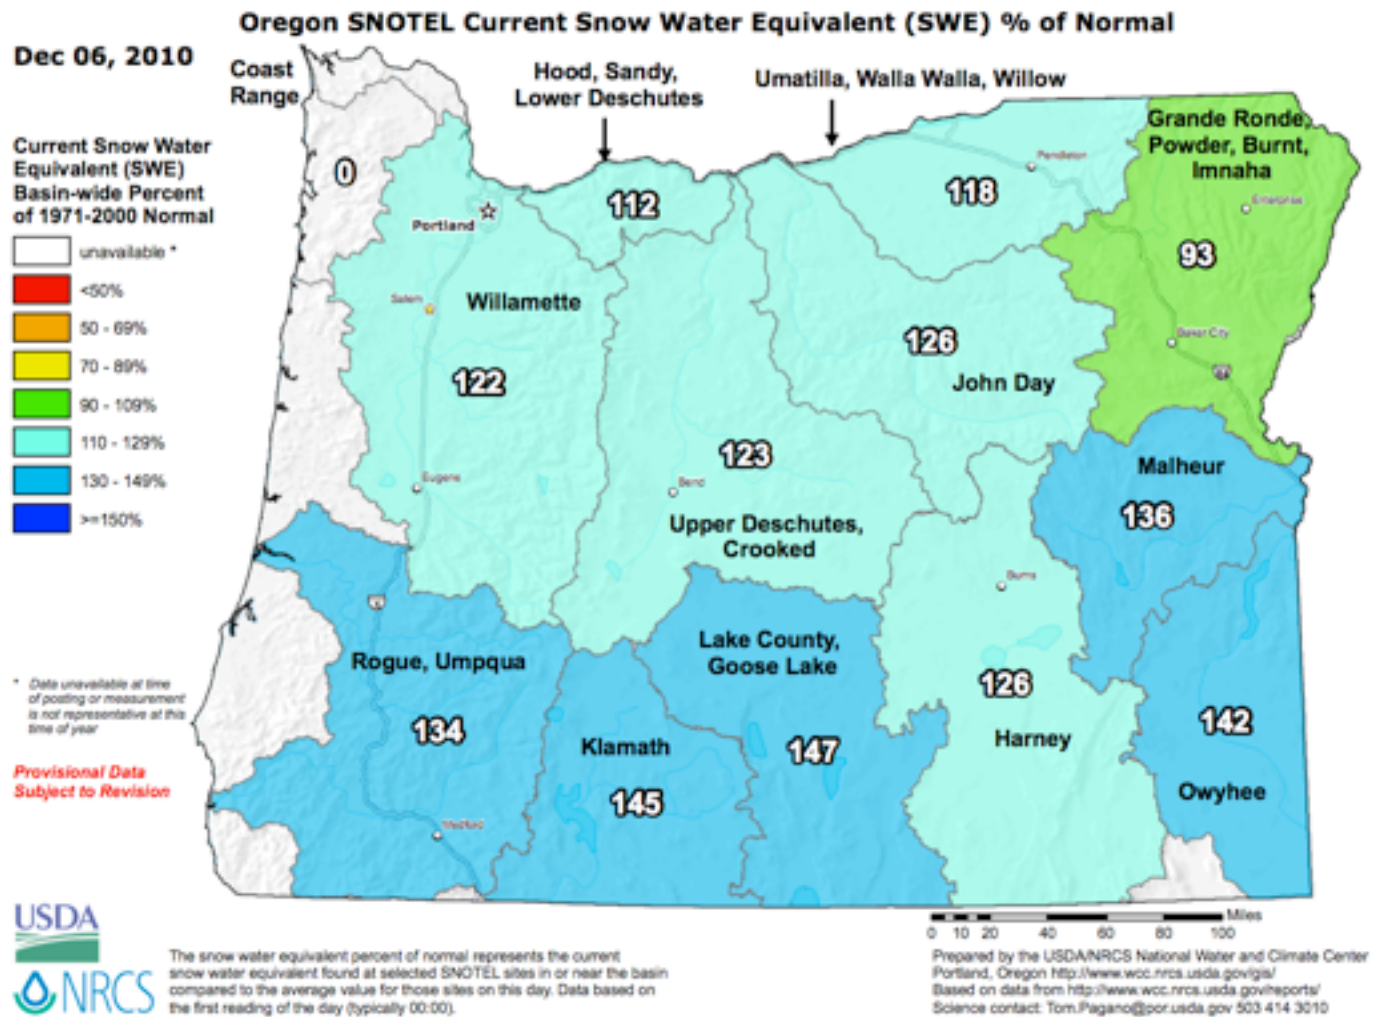 Oregon SNOTEL Current Snow Water Equivalent (SWE) % of Normal
Dec 06, 2010
Coast
Range
Hood, Sandy,
Lower Deschutes
Umatilla, Walla Walla, Willow
Grande Ronde,
Powder, Burnt,
Imnaha
Current Snow Water
Equivalent (SWE)
Basin-wide Percent
of 1971-2000 Normal
unavailable *
<50%
50 - 69%
70 - 89%
90 - 109%
110 - 129%
130 - 149%
>=150%
0
112
118
Pendleton
Enterprise
93
Portland
Salem
Willamette
122
126
John Day
Baker City
84
123
Bend
Eugene
Upper Deschutes,
Crooked
Malheur
136
Burns
5
Rogue, Umpqua
134
Lake County,
Goose Lake
147
126
Harney
142
Owyhee
Klamath
145
Medford
* Data unavailable at time
of posting or measurement
is not representative at this
time of year
Provisional Data
Subject to Revision
USDA
NRCS
The snow water equivalent percent of normal represents the current
snow water equivalent found at selected SNOTEL sites in or near the basin
compared to the average value for those sites on this day. Data based on
the first reading of the day (typically 00:00).
Miles
0 10 20 40 60 80 100
Prepared by the USDA/NRCS National Water and Climate Center
Portland, Oregon http://www.wcc.nrcs.usda.gov/gis/
Based on data from http://www.wcc.nrcs.usda.gov/reports/
Science contact: Tom.Pagano@por.usda.gov 503 414 3010